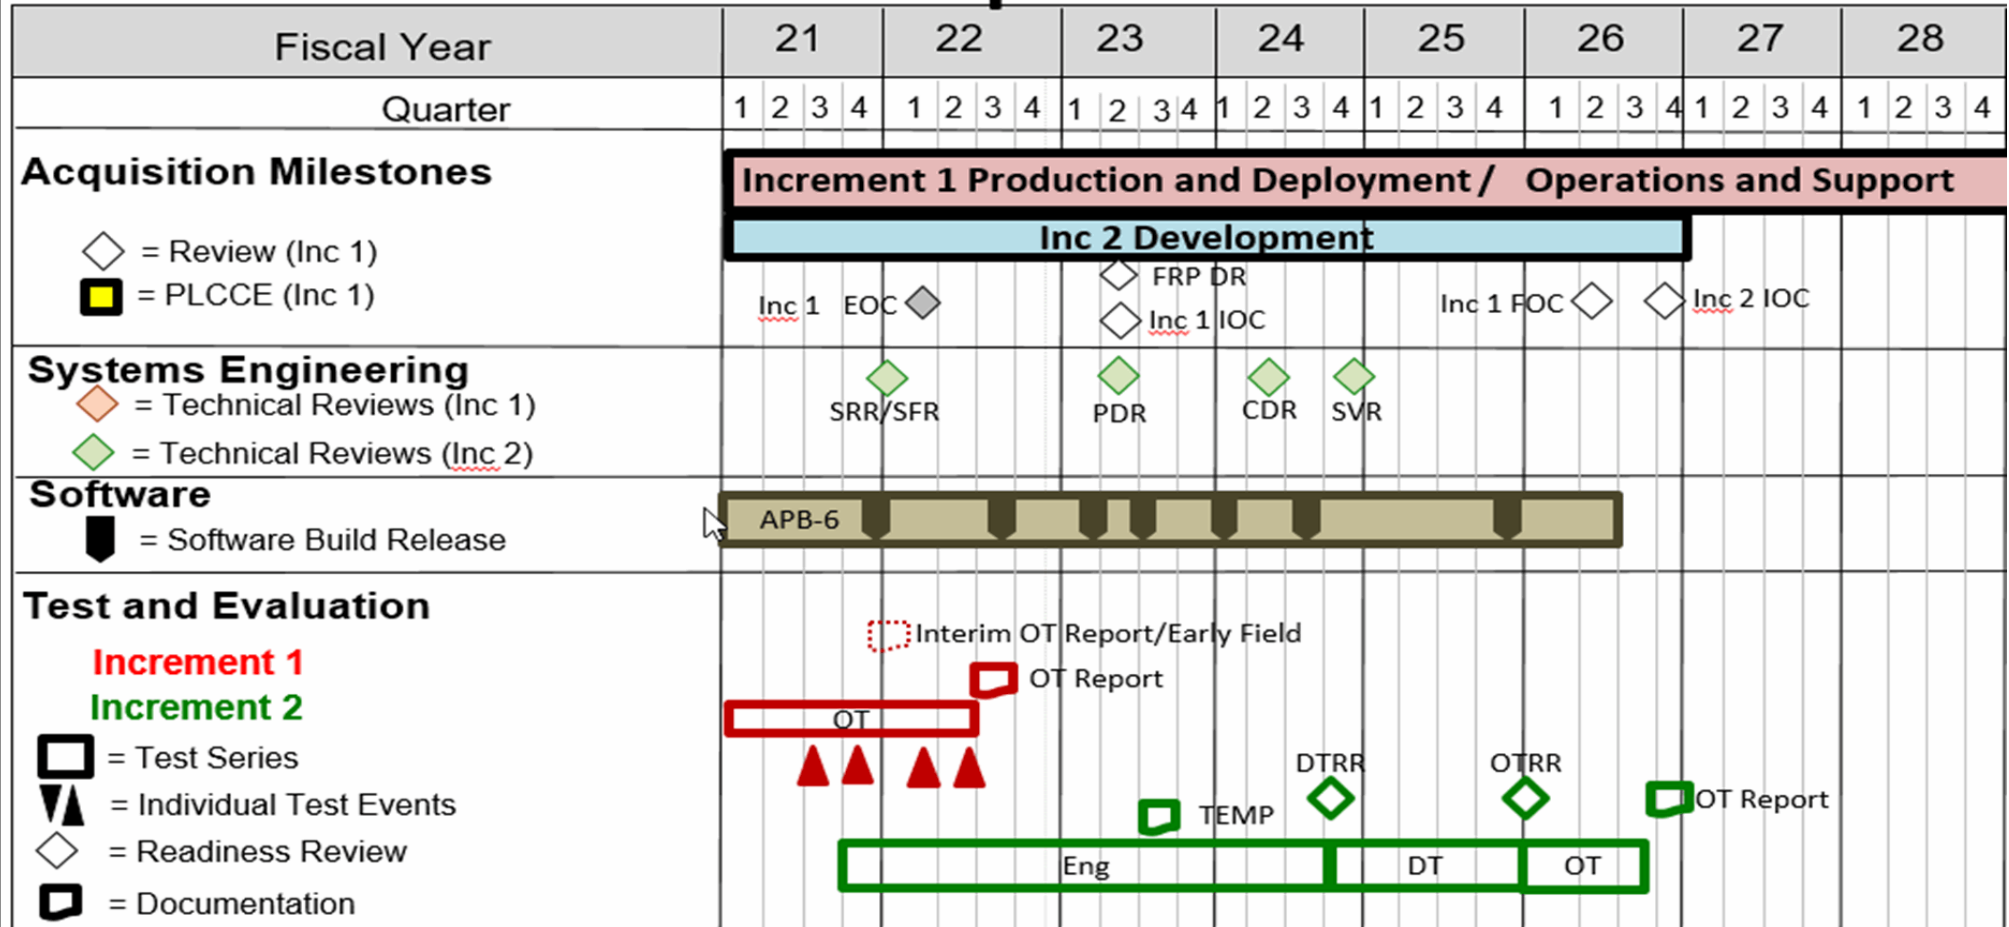 Fiscal Year 21 22 23 24 25 26 27 28
Quarter 1 2 3 4 1 2 3 4 1 2 3 4 1 2 3 4 1 2 3 4 1 2 3 4 1 2 3 4 1 2 3 4
Acquisition Milestones
Increment 1 Production and Deployment / Operations and Support
Inc 2 Development
= Review (Inc 1)
= PLCCE (Inc 1)
FRP DR
Inc 1 EOC
Inc 1 IOC
Inc 1 FOC
Inc 2 IOC
Systems Engineering
= Technical Reviews (Inc 1)
= Technical Reviews (Inc 2)
SRR/SFR
PDR
CDR
SVR
Software
= Software Build Release
APB-6
Test and Evaluation
Increment 1
Increment 2
= Test Series
= Individual Test Events
= Readiness Review
= Documentation
Interim OT Report/Early Field
OT Report
OT
DTRR
OTRR
TEMP
OT Report
Eng
DT
OT